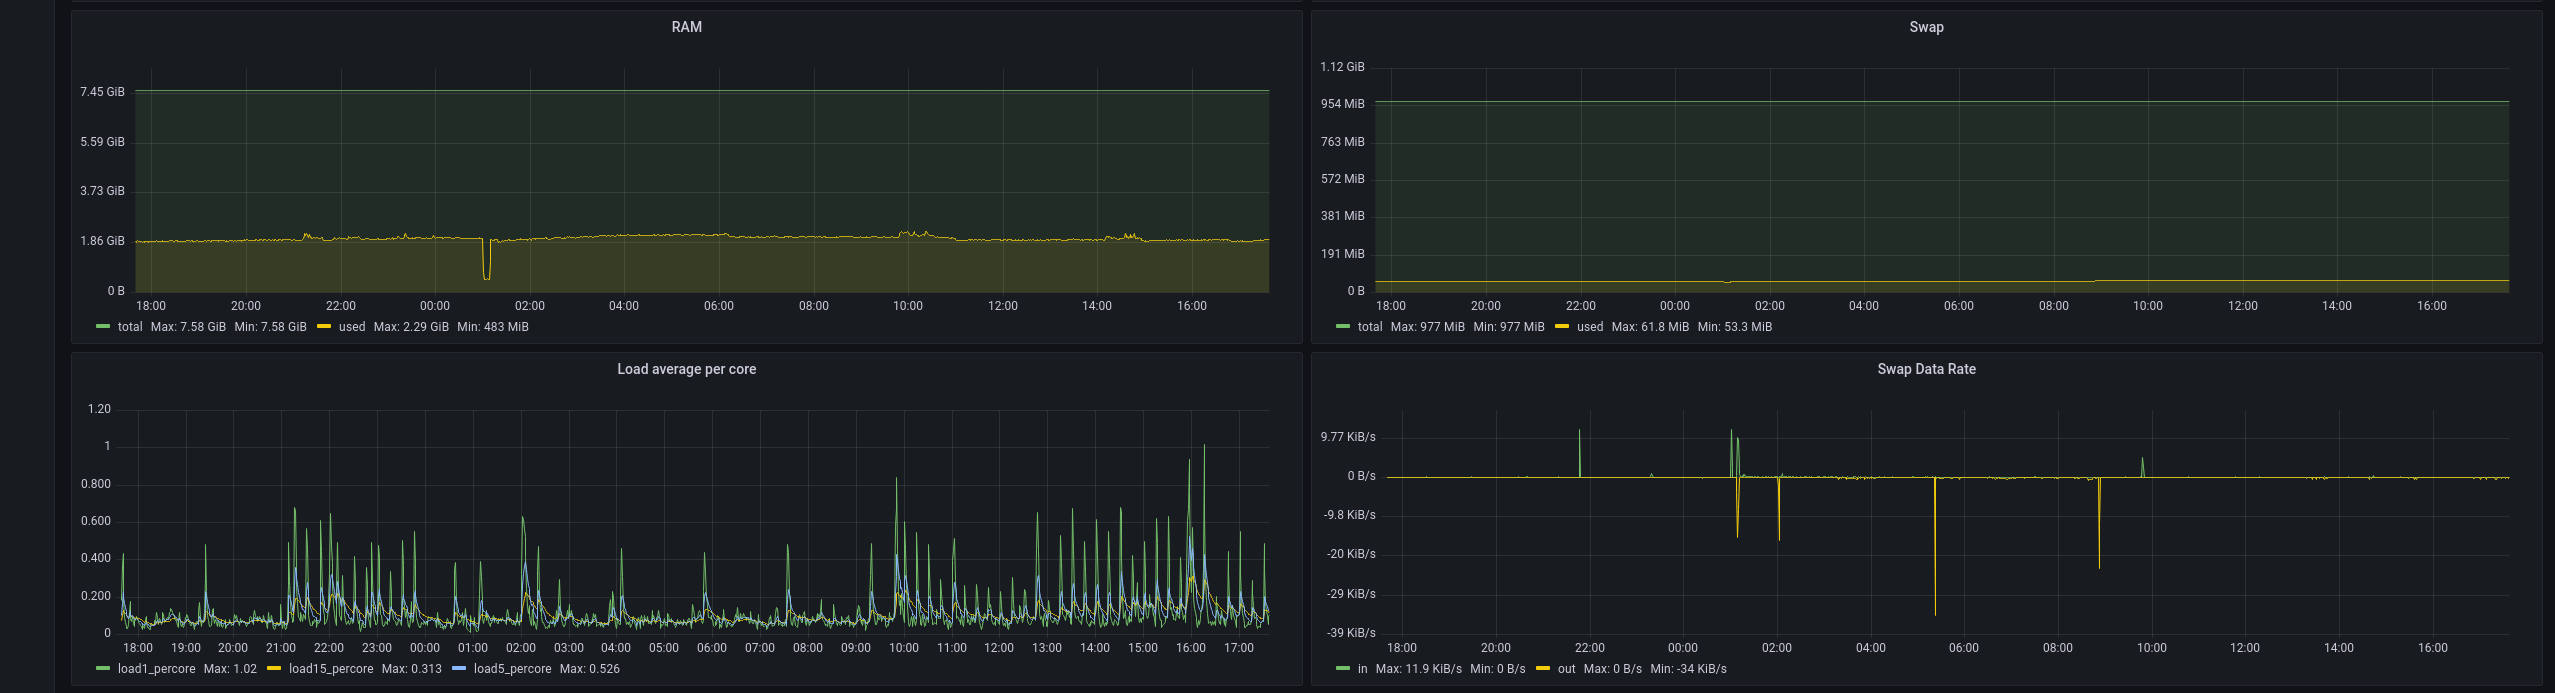 RAM
7.45 GiB
5.59 GiB
3.73 GiB
1.86 GiB
0 B
18:00 20:00 22:00 00:00 02:00 04:00 06:00 08:00 10:00 12:00 14:00 16:00
total Max: 7.58 GiB Min: 7.58 GiB used Max: 2.29 GiB Min: 483 MiB
Swap
1.12 GiB
954 MiB
763 MiB
572 MiB
381 MiB
191 MiB
0 B
18:00 20:00 22:00 00:00 02:00 04:00 06:00 08:00 10:00 12:00 14:00 16:00
total Max: 977 MiB Min: 977 MiB used Max: 61.8 MiB Min: 53.3 MiB
Load average per core
1.20
1
0.800
0.600
0.400
0.200
0
18:00 19:00 20:00 21:00 22:00 23:00 00:00 01:00 02:00 03:00 04:00 05:00 06:00 07:00 08:00 09:00 10:00 11:00 12:00 13:00 14:00 15:00 16:00 17:00
load1_percore Max: 1.02 load15_percore Max: 0.313 load5_percore Max: 0.526
Swap Data Rate
9.77 KiB/s
0 B/s
-9.8 KiB/s
-20 KiB/s
-29 KiB/s
-39 KiB/s
18:00 20:00 22:00 00:00 02:00 04:00 06:00 08:00 10:00 12:00 14:00 16:00
in Max: 11.9 KiB/s Min: 0 B/s out Max: 0 B/s Min: -34 KiB/s